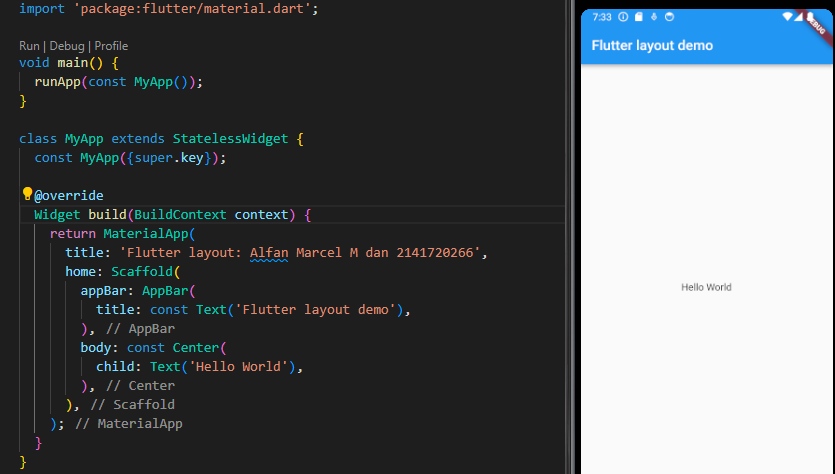 import 'package:flutter/material.dart';
Run | Debug | Profile
void main() {
  runApp(const MyApp());
}
class MyApp extends StatelessWidget {
  const MyApp({super.key});
  @override
  Widget build(BuildContext context) {
    return MaterialApp(
      title: 'Flutter layout: Alfan Marcel M dan 2141720266',
      home: Scaffold(
        appBar: AppBar(
          title: const Text('Flutter layout demo'),
        ), // AppBar
        body: const Center(
          child: Text('Hello World'),
        ), // Center
      ), // Scaffold
    ); // MaterialApp
  }
}
7:33
DEBUG
Flutter layout demo
Hello World